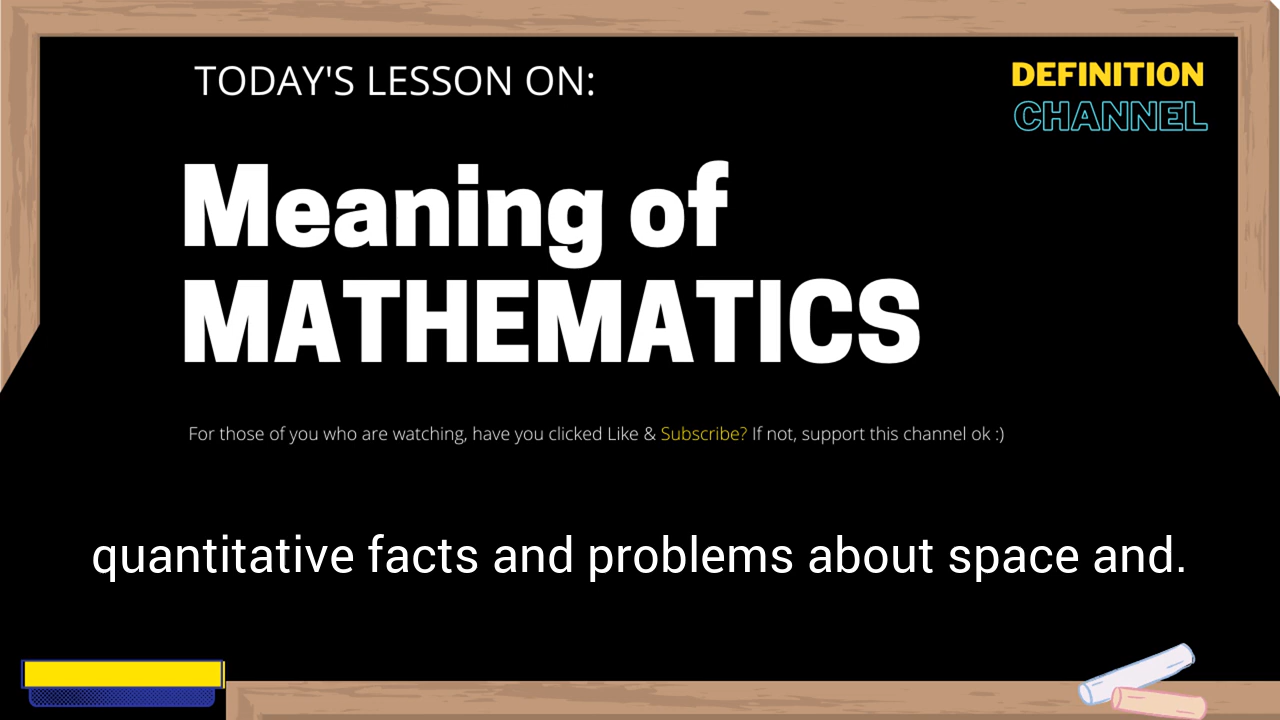 TODAY'S LESSON ON:
DEFINITION
CHANNEL
Meaning of
MATHEMATICS
For those of you who are watching, have you clicked Like & Subscribe? If not, support this channel ok :)
quantitative facts and problems about space and.